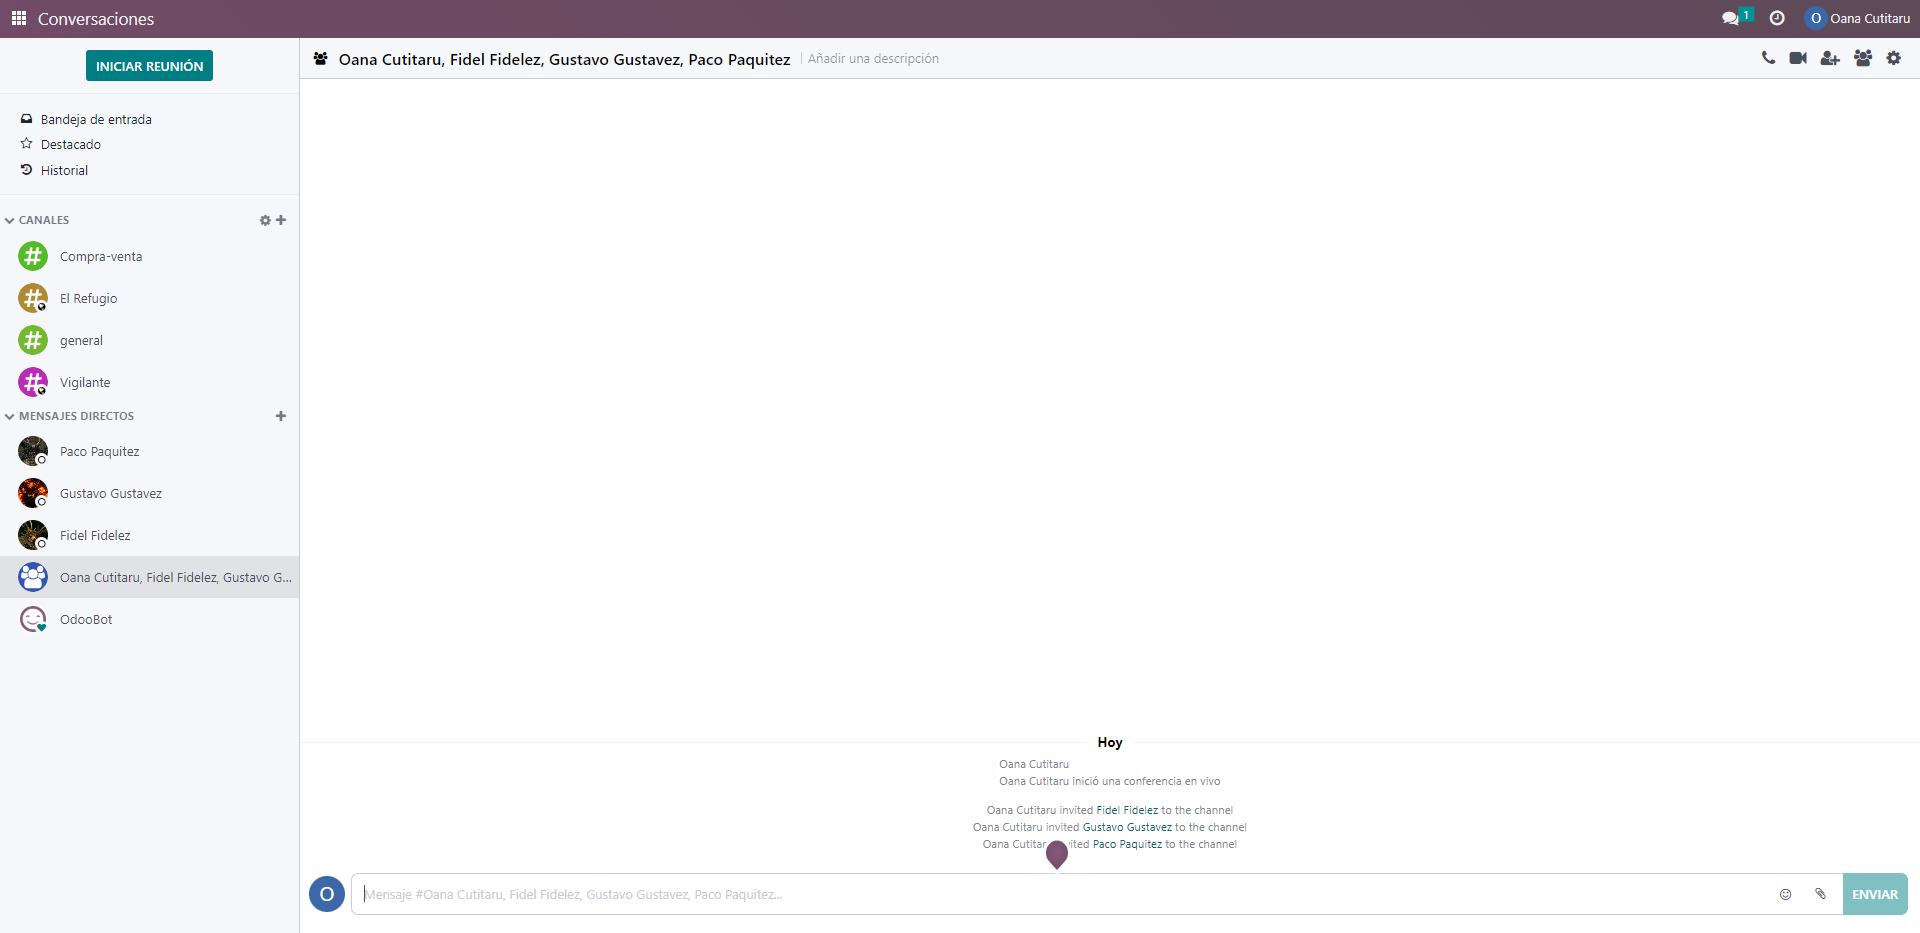 Conversaciones
1
O Oana Cutitaru
INICIAR REUNIÓN
Bandeja de entrada
Destacado
Historial
CANALES
Compra-venta
El Refugio
general
Vigilante
MENSAJES DIRECTOS
Paco Paquitez
Gustavo Gustavez
Fidel Fidelez
Oana Cutitaru, Fidel Fidelez, Gustavo G...
OdooBot
Oana Cutitaru, Fidel Fidelez, Gustavo Gustavez, Paco Paquitez
Añadir una descripción
Hoy
Oana Cutitaru
Oana Cutitaru inició una conferencia en vivo
Oana Cutitaru invited Fidel Fidelez to the channel
Oana Cutitaru invited Gustavo Gustavez to the channel
Oana Cutitar ited Paco Paquitez to the channel
O
Mensaje #Oana Cutitaru, Fidel Fidelez, Gustavo Gustavez, Paco Paquitez...
ENVIAR